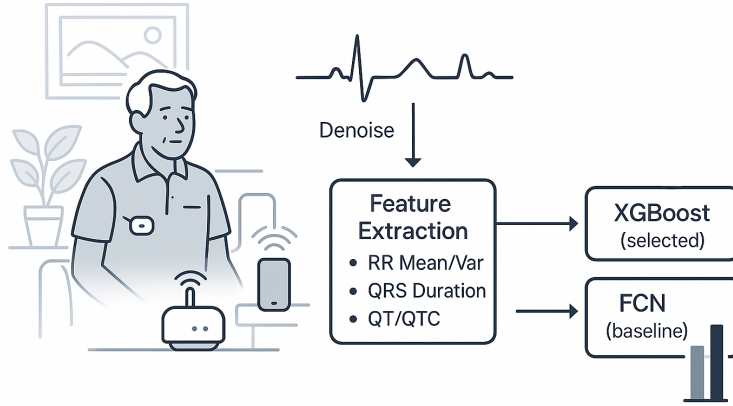 Denoise
Feature
Extraction
• RR Mean/Var
• QRS Duration
• QT/QTC
XGBoost
(selected)
FCN
(baseline)